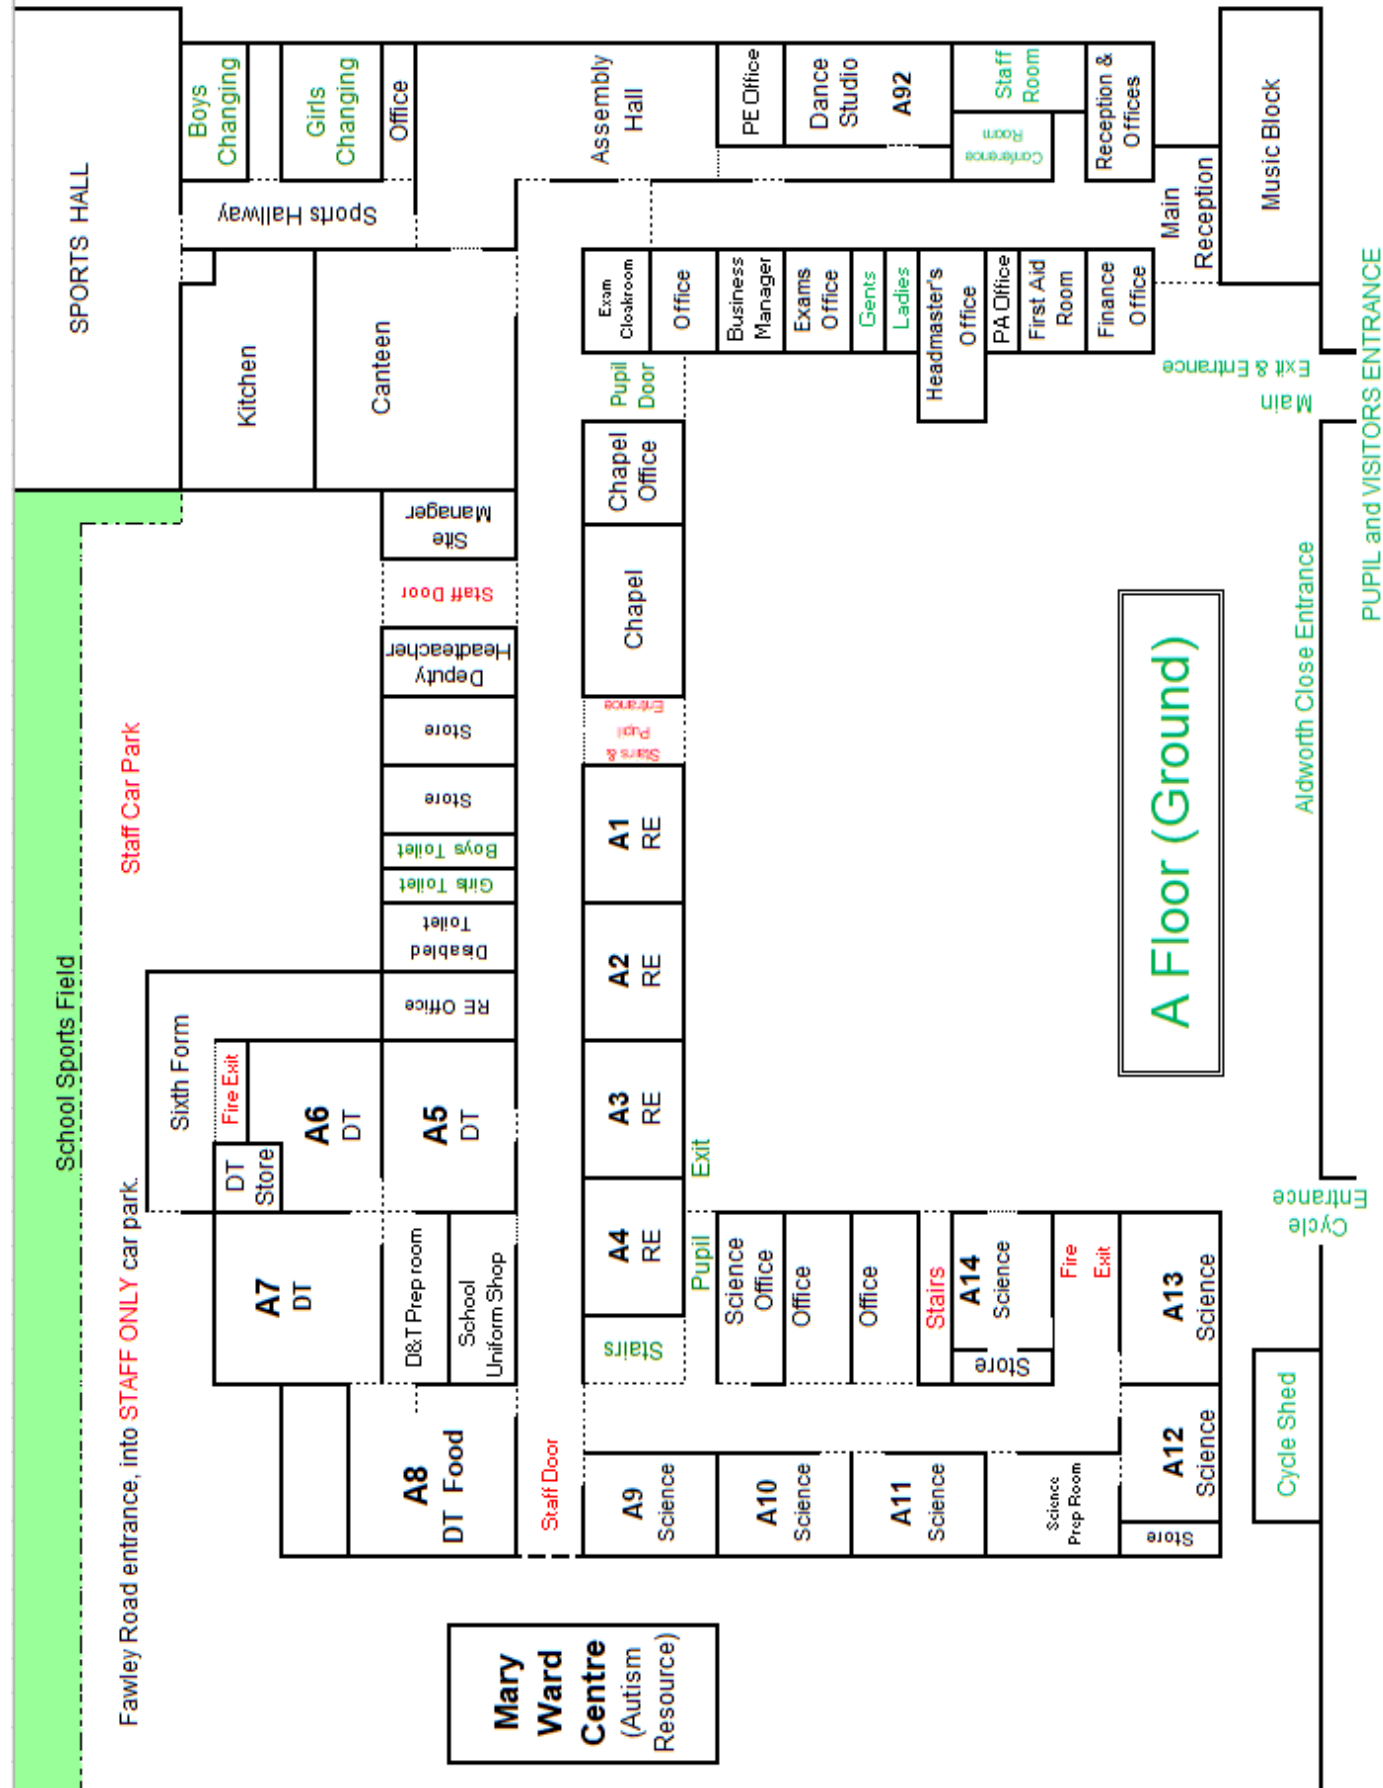 School Sports Field
Fawley Road entrance, into STAFF ONLY car park.
Staff Car Park
SPORTS HALL
Sixth Form
Fire Exit
DT
Store
A6
DT
A5
DT
A7
DT
D&T Prep room
School
Uniform Shop
A8
DT Food
RE Office
Disabled
Toilet
Girls Toilet
Boys Toilet
Store
Store
Deputy
Headteacher
Staff Door
Site
Manager
Kitchen
Canteen
Sports Hallway
Boys
Changing
Girls
Changing
Office
Assembly
Hall
PE Office
Dance
Studio
A92
Staff
Room
Conference
Room
Reception &
Offices
Main
Reception
Music Block
Exam
Cloakroom
Office
Business
Manager
Exams
Office
Gents
Ladies
Headmaster's
Office
PA Office
First Aid
Room
Finance
Office
Pupil
Door
Chapel
Office
Chapel
Stairs &
Pupil
Entrance
A1
RE
A2
RE
A3
RE
A4
RE
Stairs
Pupil Exit
Staff Door
Science
Office
Office
Office
Stairs
A14
Science
Store
Fire
Exit
A13
Science
A9
Science
A10
Science
A11
Science
Science
Prep Room
A12
Science
Store
Mary
Ward
Centre
(Autism
Resource)
Cycle Shed
Cycle
Entrance
A Floor (Ground)
Aldworth Close Entrance
Main
Exit & Entrance
PUPIL and VISITORS ENTRANCE